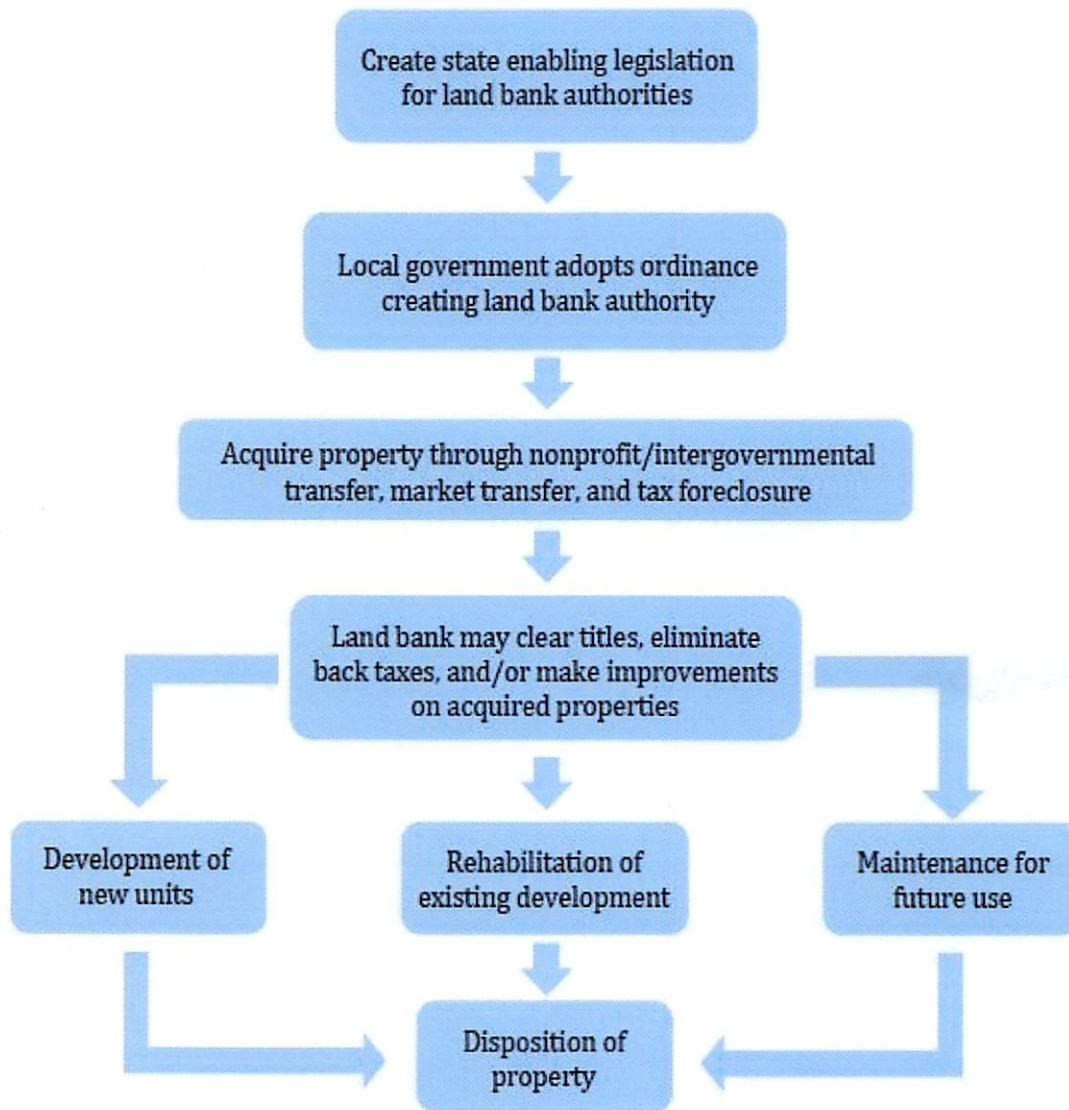 Create state enabling legislation
for land bank authorities
Local government adopts ordinance
creating land bank authority
Acquire property through nonprofit/intergovernmental
transfer, market transfer, and tax foreclosure
Land bank may clear titles, eliminate
back taxes, and/or make improvements
on acquired properties
Development of
new units
Rehabilitation of
existing development
Maintenance for
future use
Disposition of
property